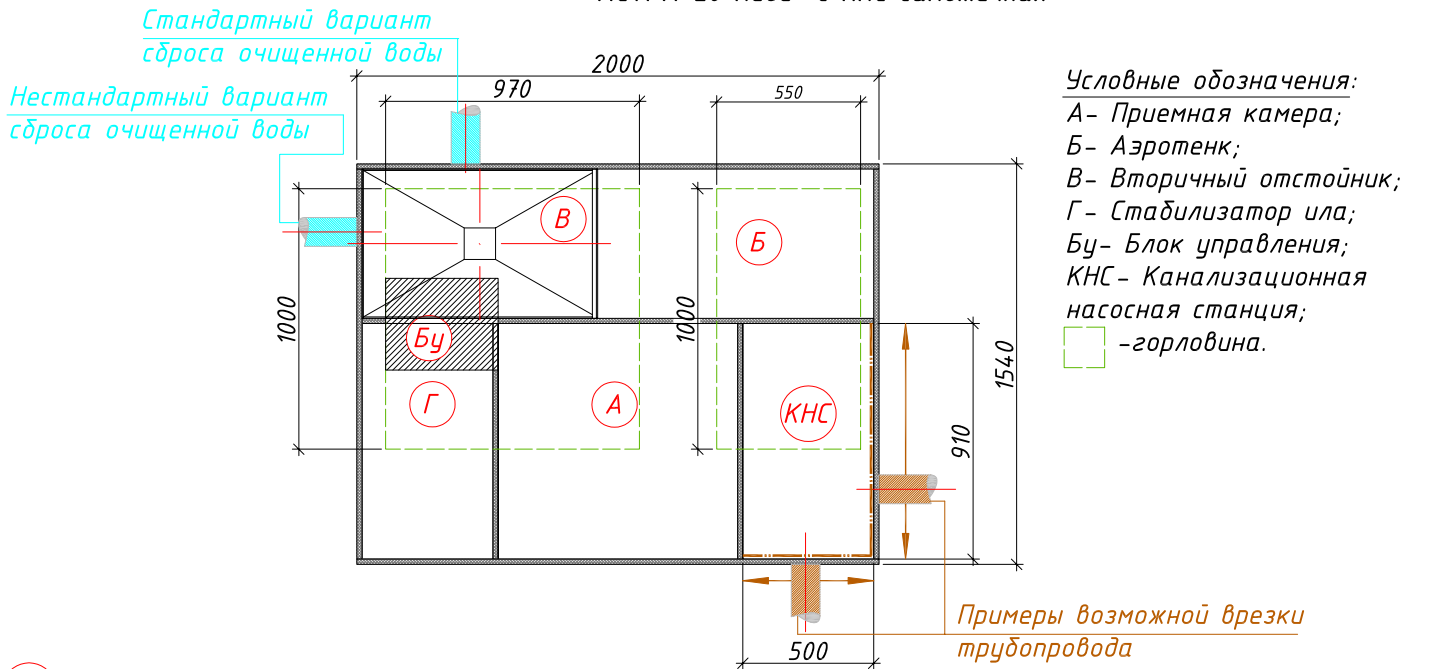 Стандартный вариант
сброса очищенной воды
Нестандартный вариант
сброса очищенной воды
2000
970
550
Условные обозначения:
А- Приемная камера;
Б- Аэротенк;
В- Вторичный отстойник;
Г- Стабилизатор ила;
Бу- Блок управления;
КНС- Канализационная
насосная станция;
-горловина.
В
Б
1000
1000
Бу
1540
Г
А
КНС
910
Примеры возможной врезки
трубопровода
500